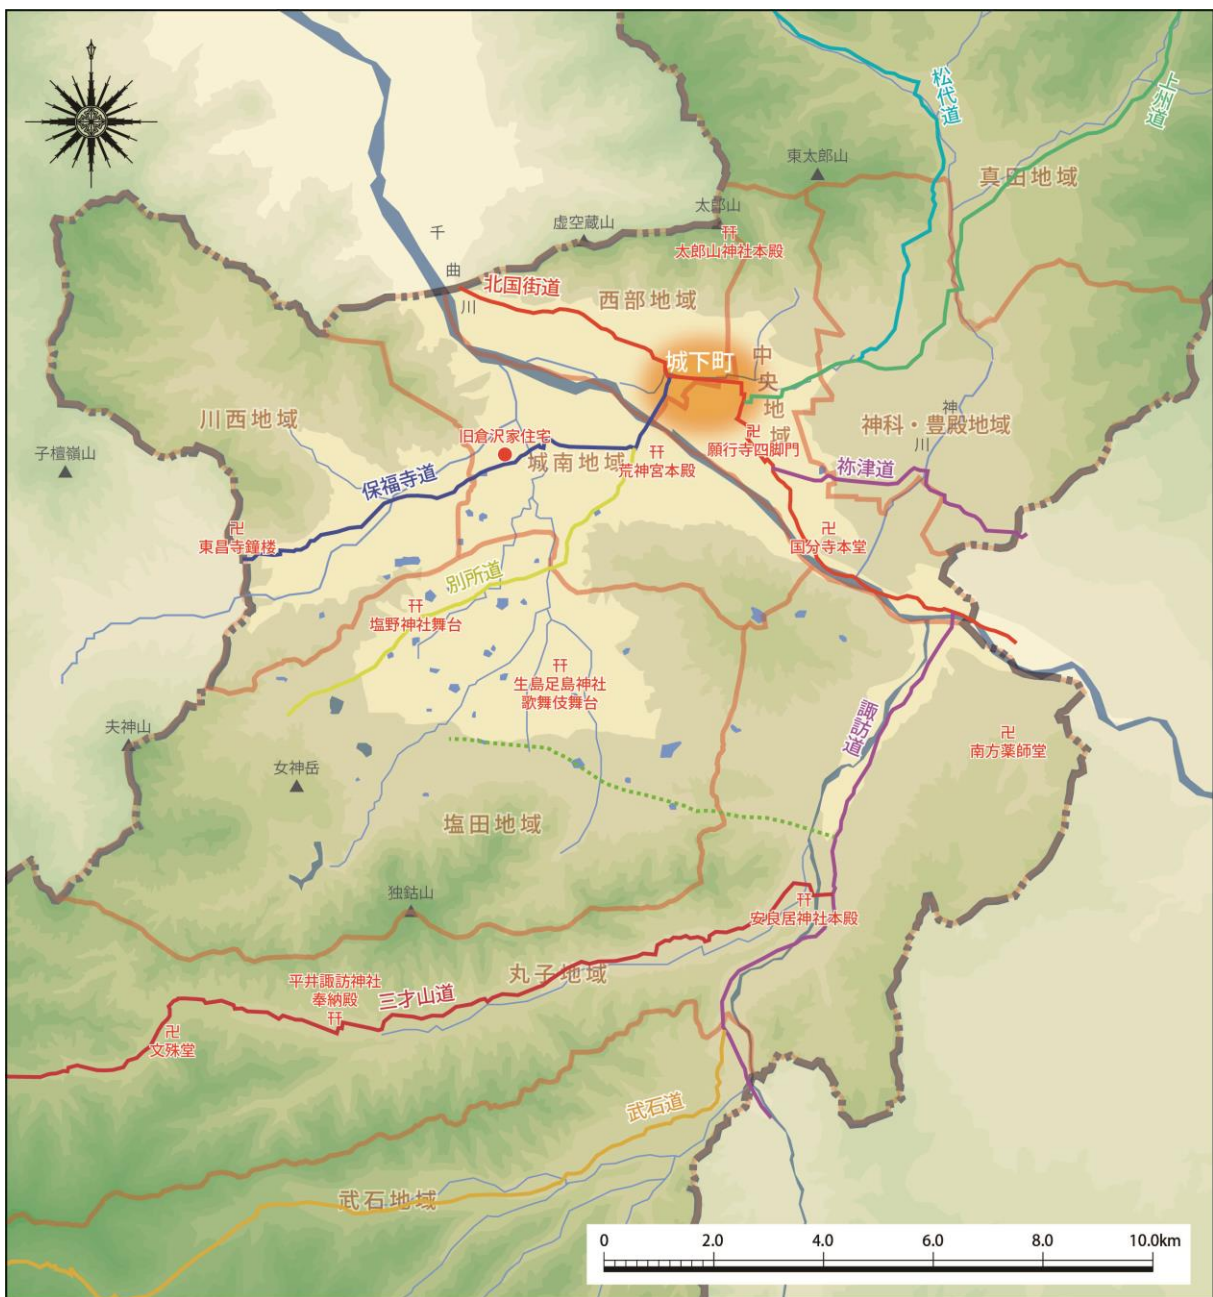 松代道
上州道
東太郎山
真田地域
太郎山
虚空蔵山
千曲川
太郎山神社本殿
北国街道
西部地域
城下町
中央地域
川西地域
神科・豊殿地域
神川
旧倉沢家住宅
子檀嶺山
城南地域
荒神宮本殿
願行寺四脚門
祢津道
保福寺道
卍
卍
卍
東昌寺鐘楼
国分寺本堂
別所道
塩野神社舞台
生島足島神社
歌舞伎舞台
諏訪道
夫神山
卍
南方薬師堂
女神岳
塩田地域
独鈷山
安良居神社本殿
丸子地域
平井諏訪神社
奉納殿
三才山道
卍
文殊堂
武石道
武石地域
0 2.0 4.0 6.0 8.0 10.0km